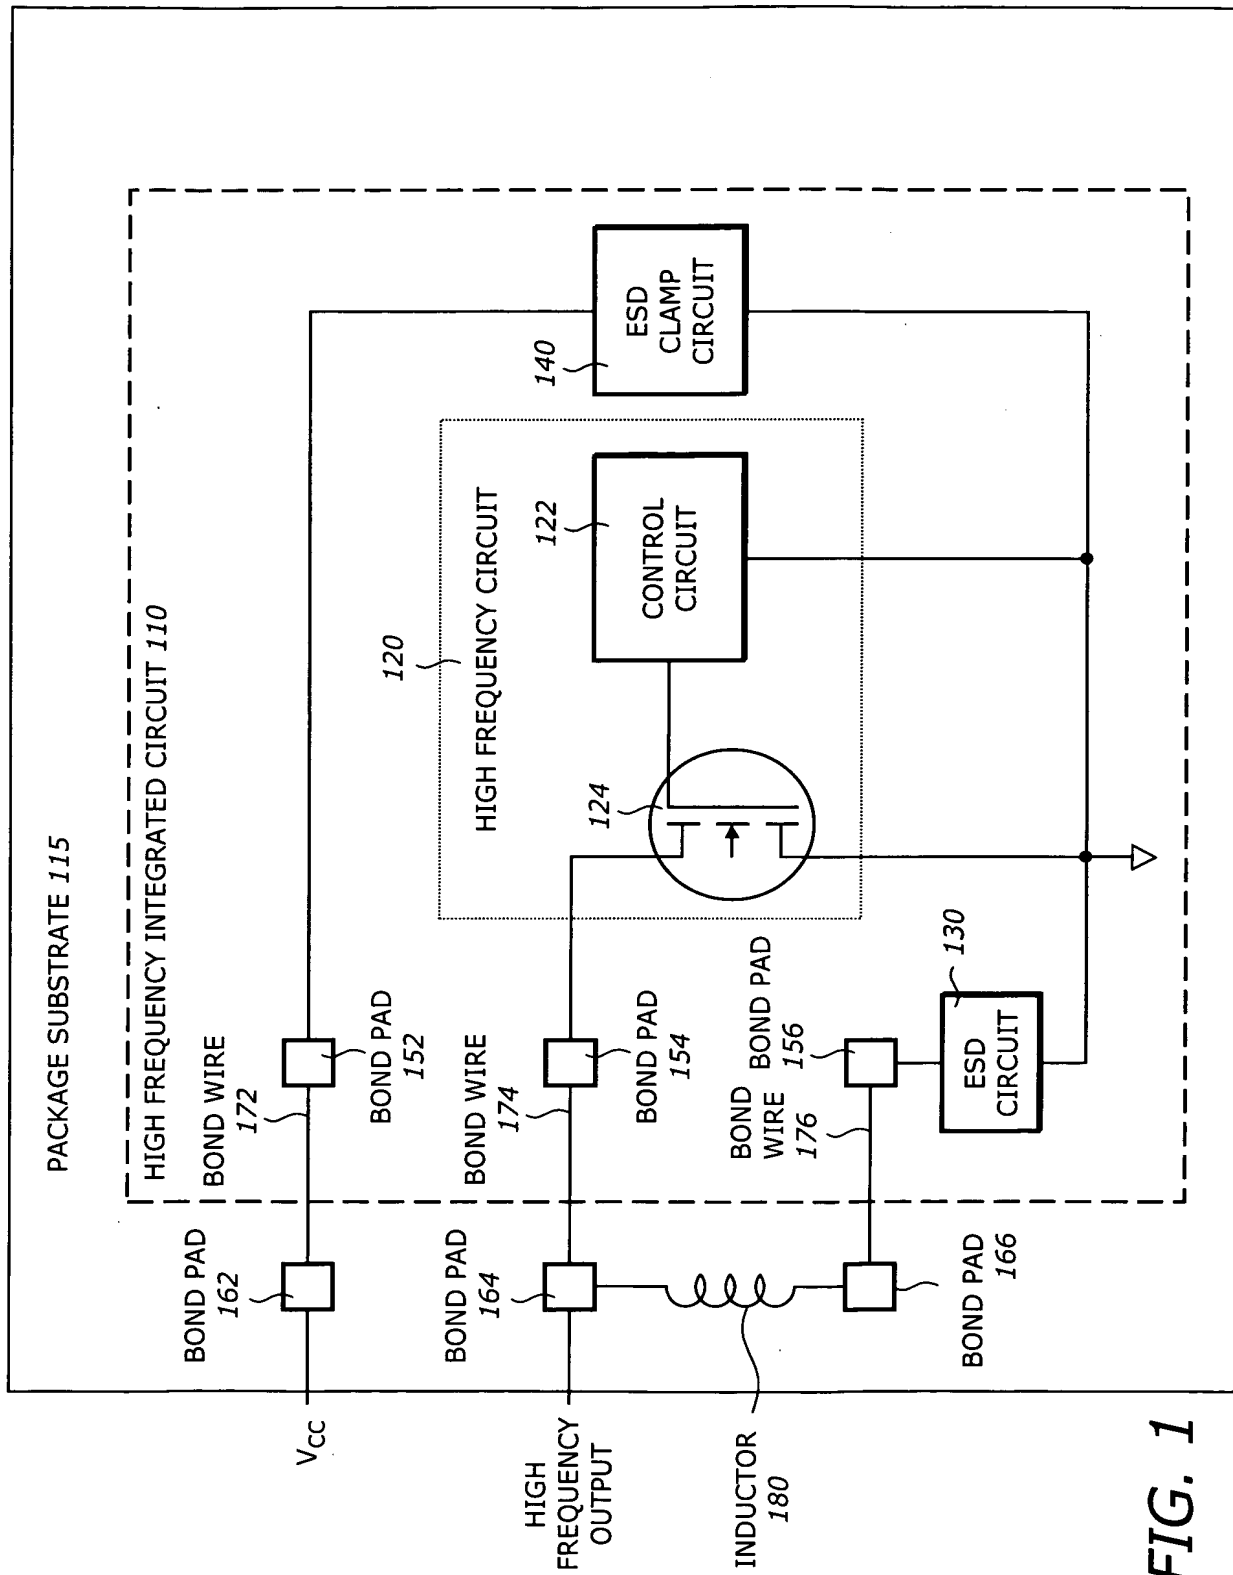 PACKAGE SUBSTRATE 115
HIGH FREQUENCY INTEGRATED CIRCUIT 110
VCC
BOND PAD
162
BOND WIRE
172
BOND PAD
152
HIGH
FREQUENCY
OUTPUT
BOND PAD
164
BOND WIRE
174
BOND PAD
154
120
HIGH FREQUENCY CIRCUIT
124
122
CONTROL
CIRCUIT
140
ESD
CLAMP
CIRCUIT
INDUCTOR
180
BOND
WIRE
176
BOND PAD
156
BOND PAD
166
130
ESD
CIRCUIT
FIG. 1